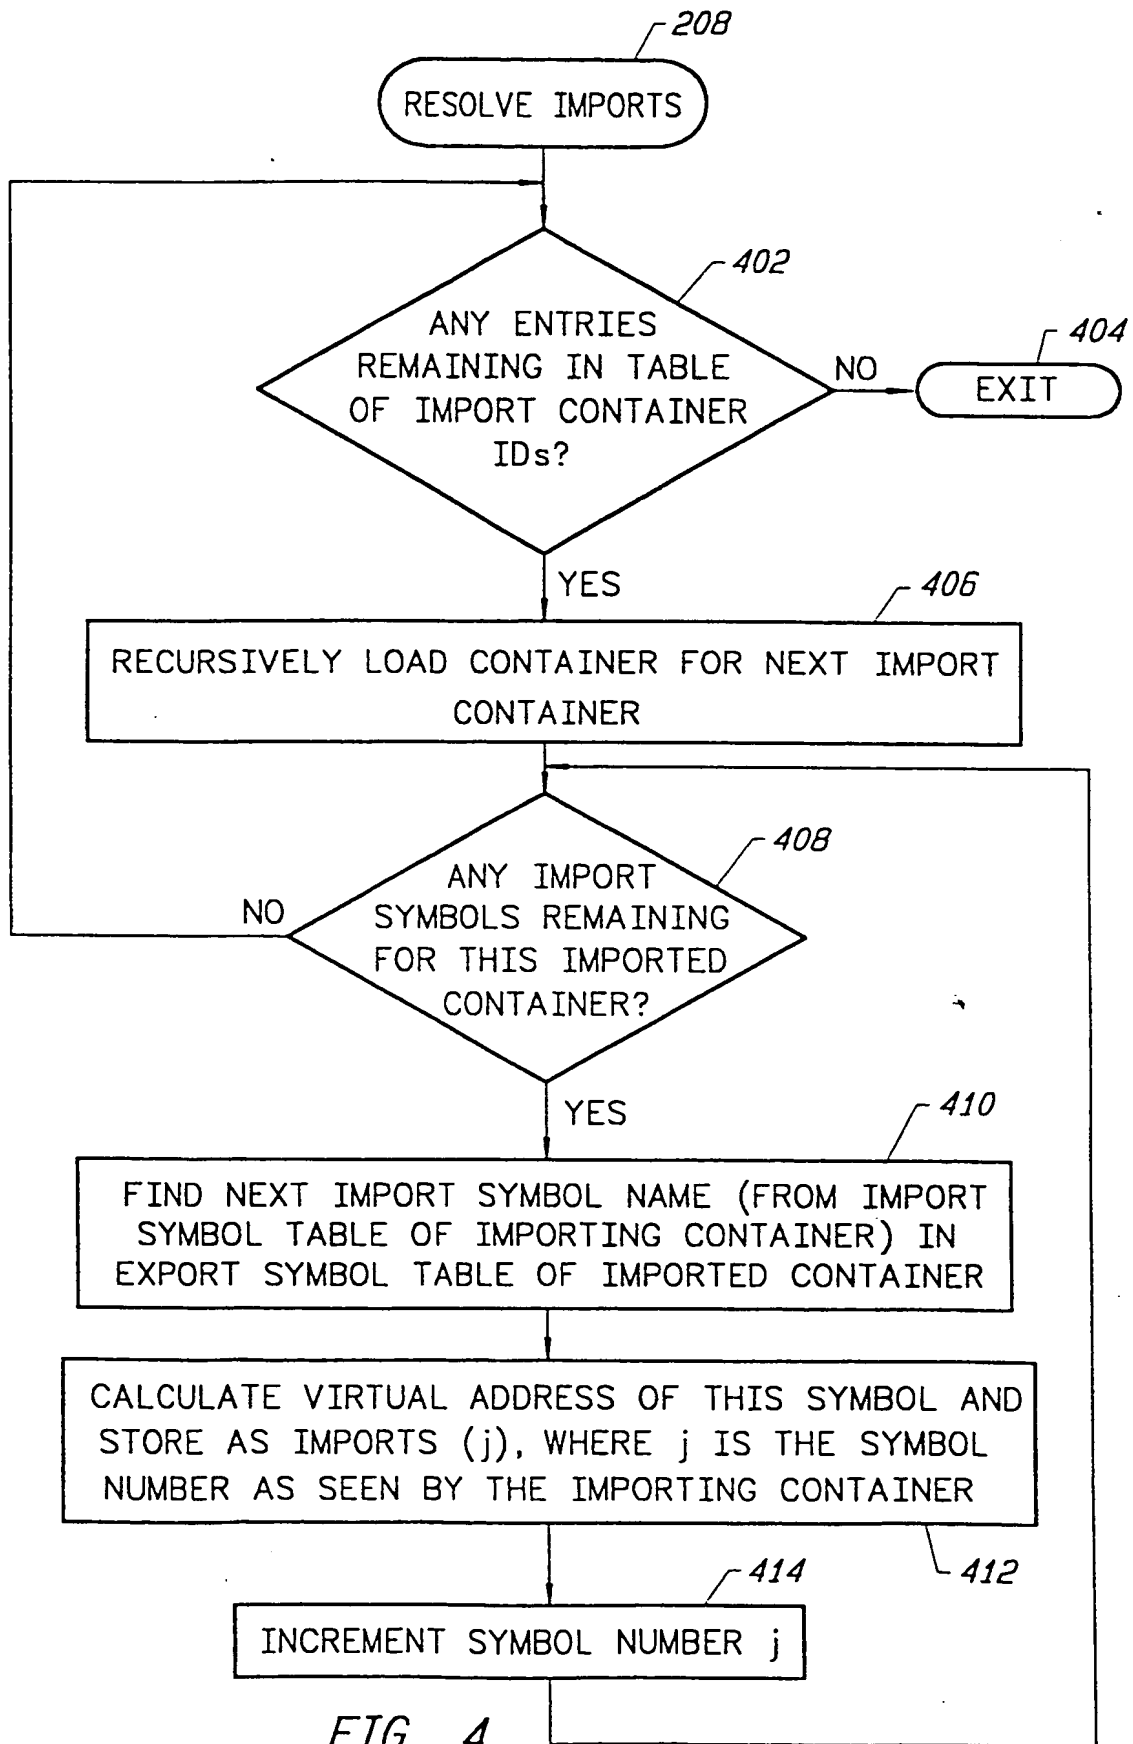 208
RESOLVE IMPORTS
402
ANY ENTRIES
REMAINING IN TABLE
OF IMPORT CONTAINER
IDs?
NO
404
EXIT
YES
406
RECURSIVELY LOAD CONTAINER FOR NEXT IMPORT
CONTAINER
408
ANY IMPORT
SYMBOLS REMAINING
FOR THIS IMPORTED
CONTAINER?
NO
YES
410
FIND NEXT IMPORT SYMBOL NAME (FROM IMPORT
SYMBOL TABLE OF IMPORTING CONTAINER) IN
EXPORT SYMBOL TABLE OF IMPORTED CONTAINER
CALCULATE VIRTUAL ADDRESS OF THIS SYMBOL AND
STORE AS IMPORTS (j), WHERE j IS THE SYMBOL
NUMBER AS SEEN BY THE IMPORTING CONTAINER
412
414
INCREMENT SYMBOL NUMBER j
FIG. 4